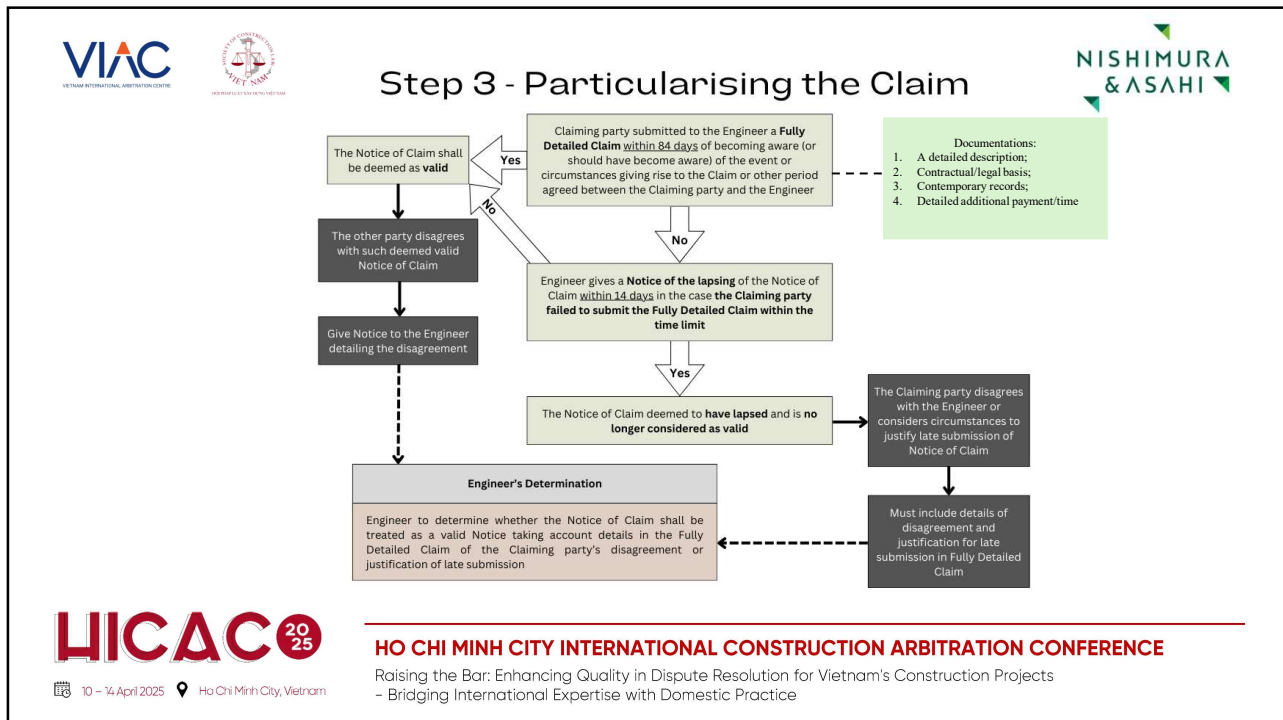 VIAC
VIETNAM INTERNATIONAL ARBITRATION CENTRE
SOCIETY OF CONSTRUCTION LAW
VIET NAM
HỘI PHÁP LUẬT XÂY DỰNG VIỆT NAM
NISHIMURA
& ASAHI
Step 3 - Particularising the Claim
The Notice of Claim shall
be deemed as valid
Yes
Claiming party submitted to the Engineer a Fully
Detailed Claim within 84 days of becoming aware (or
should have become aware) of the event or
circumstances giving rise to the Claim or other period
agreed between the Claiming party and the Engineer
Documentations:
1. A detailed description;
2. Contractual/legal basis;
3. Contemporary records;
4. Detailed additional payment/time
No
No
The other party disagrees
with such deemed valid
Notice of Claim
Engineer gives a Notice of the lapsing of the Notice of
Claim within 14 days in the case the Claiming party
failed to submit the Fully Detailed Claim within the
time limit
Give Notice to the Engineer
detailing the disagreement
Yes
The Notice of Claim deemed to have lapsed and is no
longer considered as valid
The Claiming party disagrees
with the Engineer or
considers circumstances to
justify late submission of
Notice of Claim
Engineer's Determination
Engineer to determine whether the Notice of Claim shall be
treated as a valid Notice taking account details in the Fully
Detailed Claim of the Claiming party's disagreement or
justification of late submission
Must include details of
disagreement and
justification for late
submission in Fully Detailed
Claim
HICAC
20
25
10 – 14 April 2025
Ho Chi Minh City, Vietnam
HO CHI MINH CITY INTERNATIONAL CONSTRUCTION ARBITRATION CONFERENCE
Raising the Bar: Enhancing Quality in Dispute Resolution for Vietnam's Construction Projects
– Bridging International Expertise with Domestic Practice